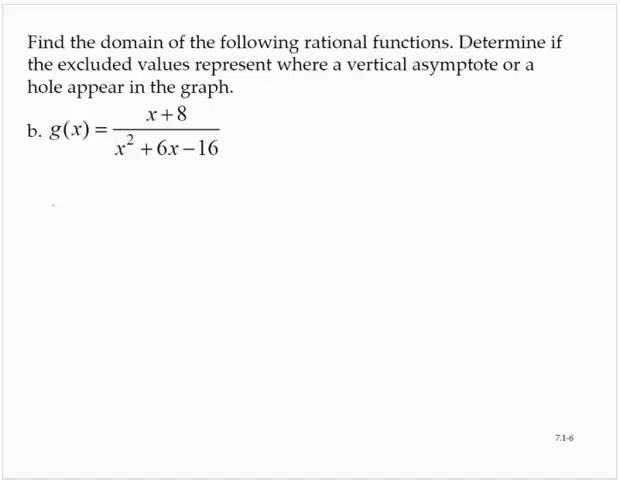 Find the domain of the following rational functions. Determine if
the excluded values represent where a vertical asymptote or a
hole appear in the graph.
b. g(x) = (x + 8) / (x² + 6x − 16)
7.1-6